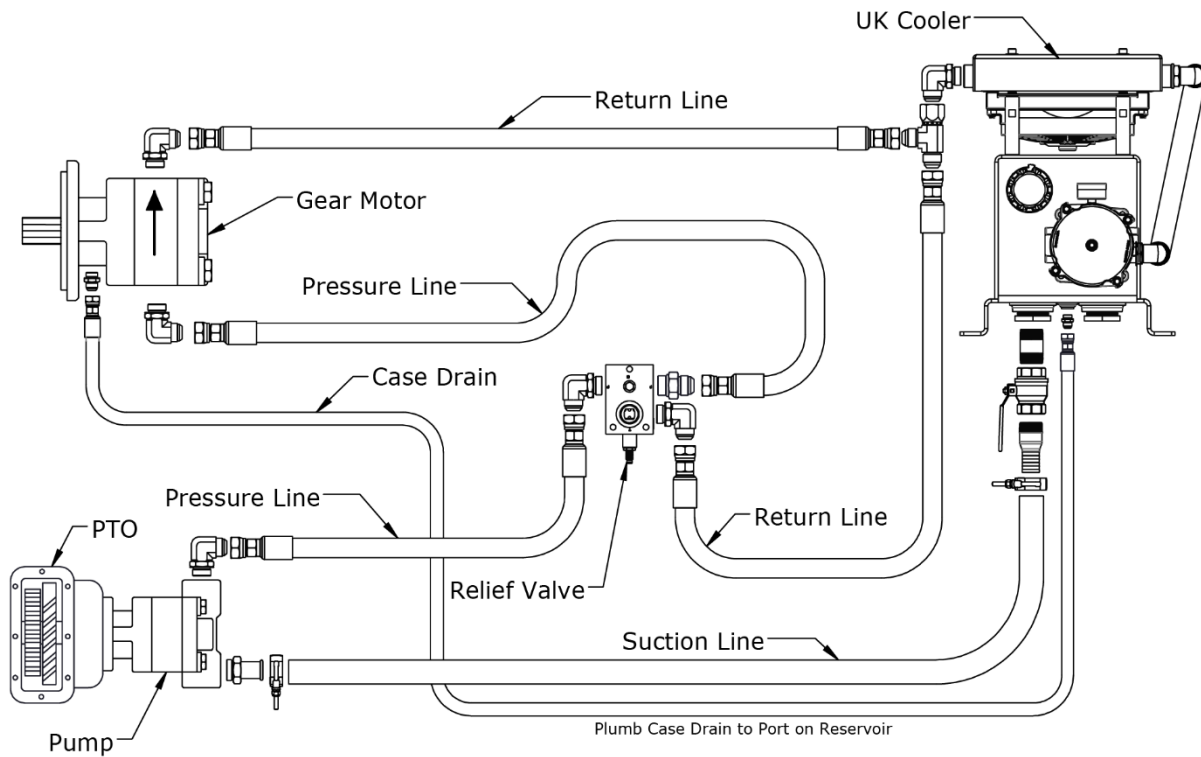 UK Cooler
Return Line
Gear Motor
Pressure Line
Case Drain
Pressure Line
PTO
Return Line
Relief Valve
Suction Line
Plumb Case Drain to Port on Reservoir
Pump